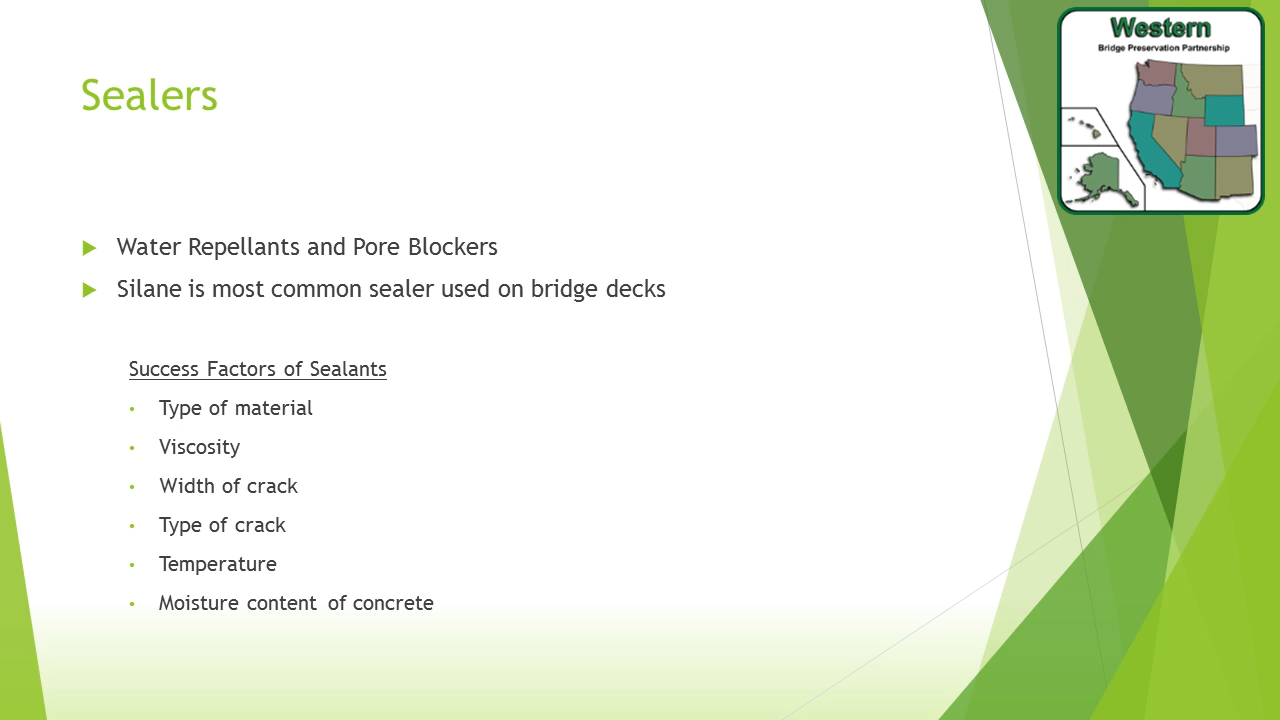 Western
Bridge Preservation Partnership
Sealers
Water Repellants and Pore Blockers
Silane is most common sealer used on bridge decks
Success Factors of Sealants
• Type of material
• Viscosity
• Width of crack
• Type of crack
• Temperature
• Moisture content of concrete